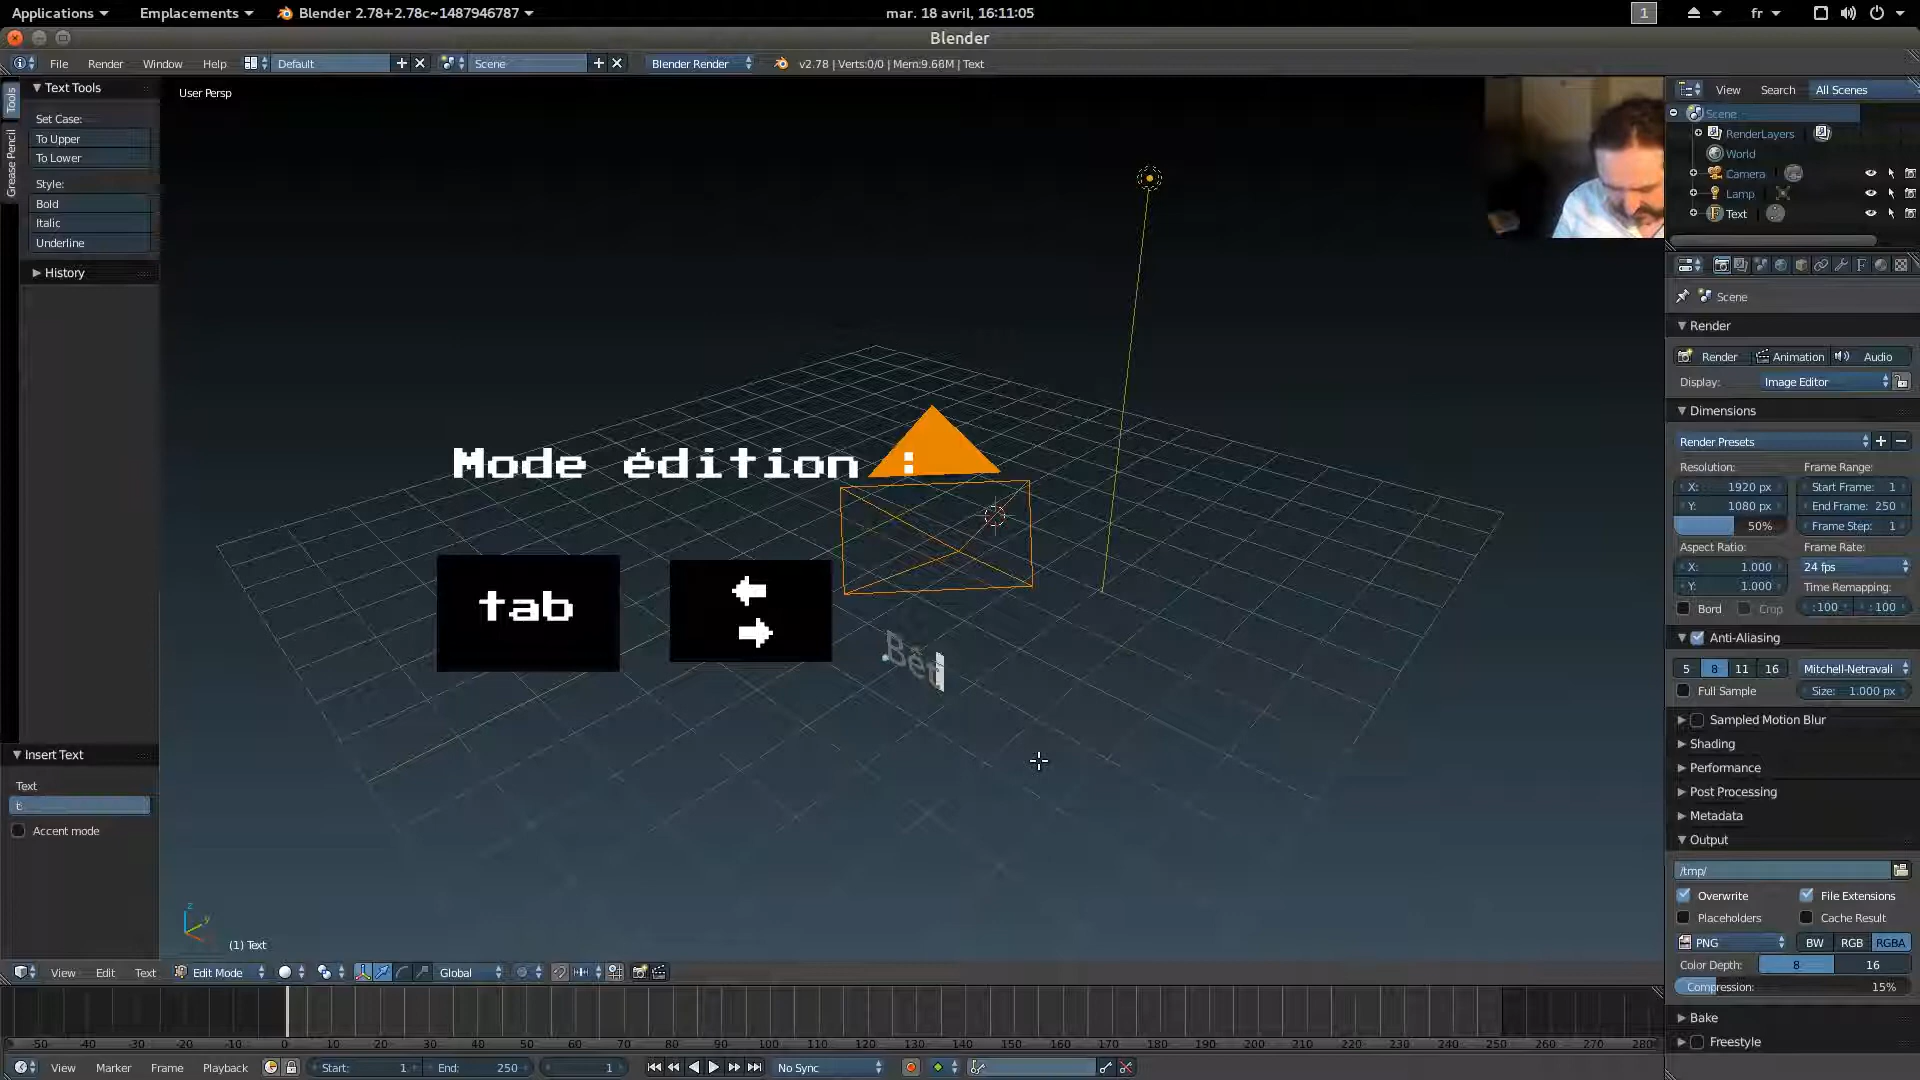 Applications Emplacements Blender 2.78+2.78c~1487946787 mar. 18 avril, 16:11:05 1 fr
Blender
File Render Window Help Default Scene Blender Render v2.78 | Verts:0/0 | Mem:9.68M | Text
Tools
Grease Pencil
Text Tools
Set Case:
To Upper
To Lower
Style:
Bold
Italic
Underline
History
Insert Text
Text
Accent mode
User Persp
Mode édition :
tab
Bét
(1) Text
View Edit Text Edit Mode Global
-50 -40 -30 -20 -10 0 10 20 30 40 50 60 70 80 90 100 110 120 130 140 150 160 170 180 190 200 210 220 230 240 250 260 270 280
View Marker Frame Playback Start: 1 End: 250 1 No Sync
View Search All Scenes
Scene
RenderLayers
World
Camera
Lamp
Text
Scene
Render
Render Animation Audio
Display: Image Editor
Dimensions
Render Presets
Resolution: Frame Range:
X: 1920 px Start Frame: 1
Y: 1080 px End Frame: 250
50% Frame Step: 1
Aspect Ratio: Frame Rate:
X: 1.000 24 fps
Y: 1.000 Time Remapping:
Bord Crop :100 :100
Anti-Aliasing
5 8 11 16 Mitchell-Netravali
Full Sample Size: 1.000 px
Sampled Motion Blur
Shading
Performance
Post Processing
Metadata
Output
/tmp/
Overwrite File Extensions
Placeholders Cache Result
PNG BW RGB RGBA
Color Depth: 8 16
Compression: 15%
Bake
Freestyle